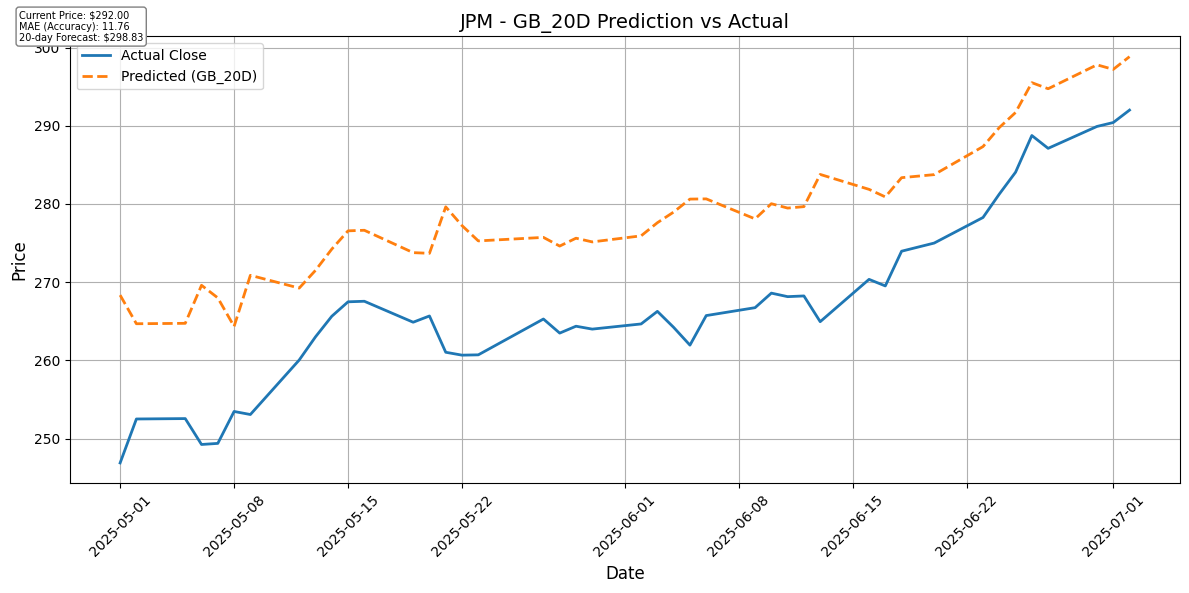 JPM - GB_20D Prediction vs Actual
Current Price: $292.00
MAE (Accuracy): 11.76
20-day Forecast: $298.83
Actual Close
Predicted (GB_20D)
300
290
280
270
260
250
Price
2025-05-01
2025-05-08
2025-05-15
2025-05-22
2025-06-01
2025-06-08
2025-06-15
2025-06-22
2025-07-01
Date